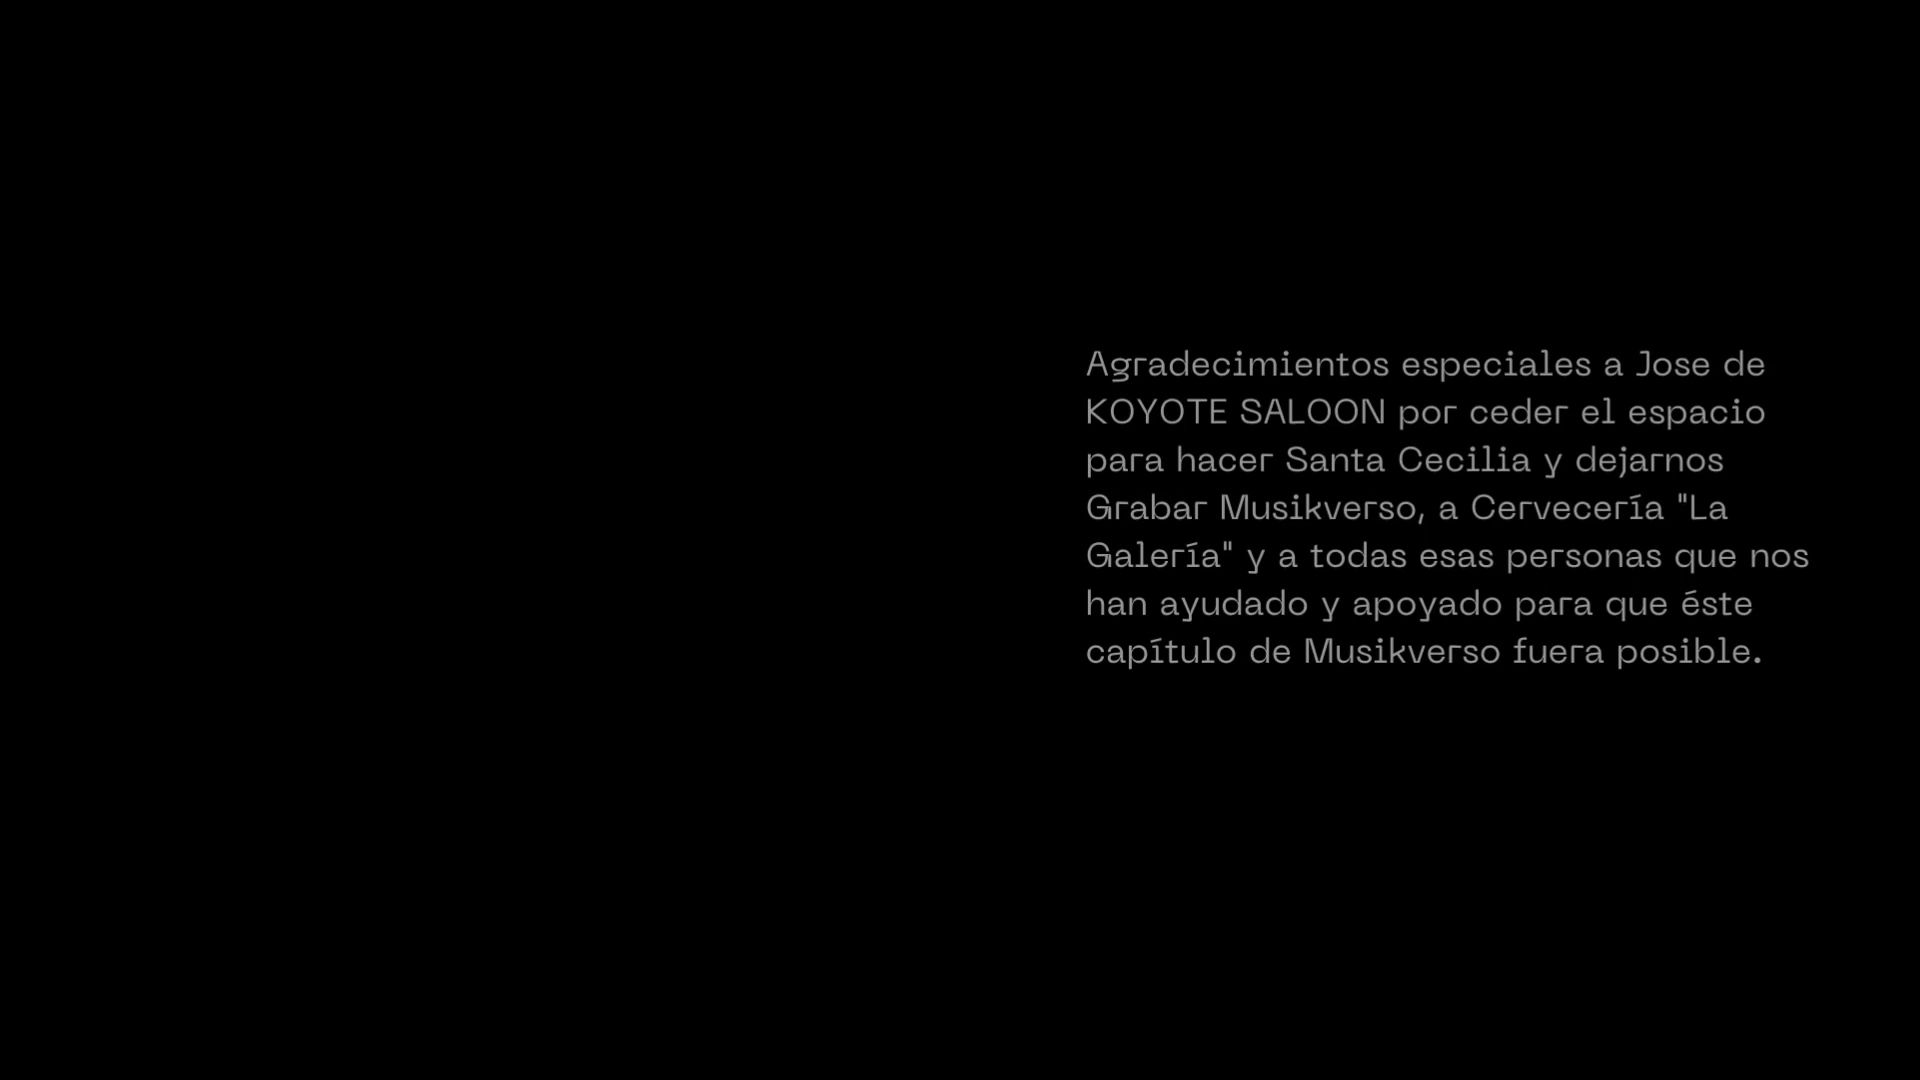 Agradecimientos especiales a Jose de
KOYOTE SALOON por ceder el espacio
para hacer Santa Cecilia y dejarnos
Grabar Musikverso, a Cervecería "La
Galería" y a todas esas personas que nos
han ayudado y apoyado para que éste
capítulo de Musikverso fuera posible.